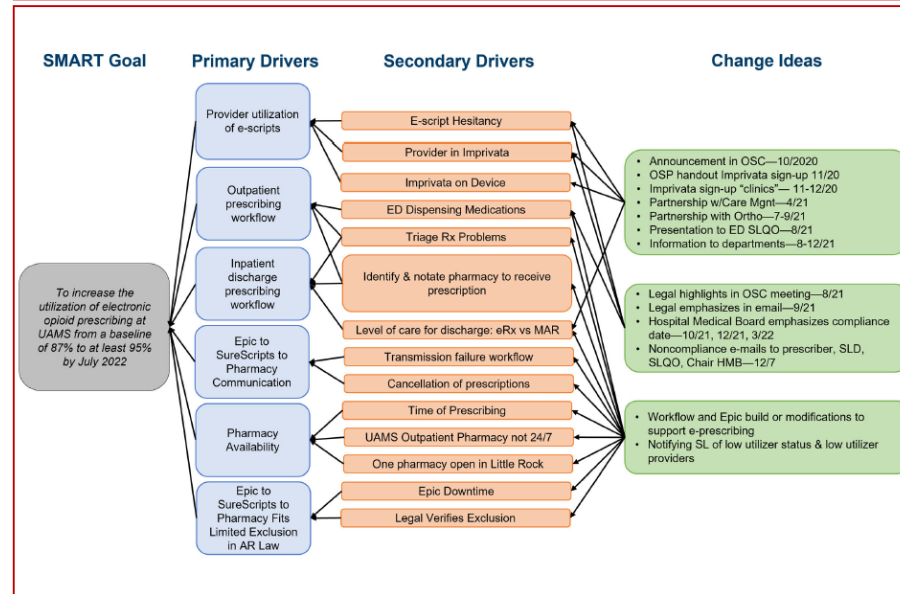 SMART Goal
Primary Drivers
Secondary Drivers
Change Ideas
To increase the
utilization of electronic
opioid prescribing at
UAMS from a baseline
of 87% to at least 95%
by July 2022
Provider utilization
of e-scripts
Outpatient
prescribing
workflow
Inpatient
discharge
prescribing
workflow
Epic to
SureScripts to
Pharmacy
Communication
Pharmacy
Availability
Epic to
SureScripts to
Pharmacy Fits
Limited Exclusion
in AR Law
E-script Hesitancy
Provider in Imprivata
Imprivata on Device
ED Dispensing Medications
Triage Rx Problems
Identify & notate pharmacy to receive
prescription
Level of care for discharge: eRx vs MAR
Transmission failure workflow
Cancellation of prescriptions
Time of Prescribing
UAMS Outpatient Pharmacy not 24/7
One pharmacy open in Little Rock
Epic Downtime
Legal Verifies Exclusion
• Announcement in OSC—10/2020
• OSP handout Imprivata sign-up 11/20
• Imprivata sign-up “clinics”— 11-12/20
• Partnership w/Care Mgnt—4/21
• Partnership with Ortho—7-9/21
• Presentation to ED SLQO—8/21
• Information to departments—8-12/21
• Legal highlights in OSC meeting—8/21
• Legal emphasizes in email—9/21
• Hospital Medical Board emphasizes compliance
date—10/21, 12/21, 3/22
• Noncompliance e-mails to prescriber, SLD,
SLQO, Chair HMB—12/7
• Workflow and Epic build or modifications to
support e-prescribing
• Notifying SL of low utilizer status & low utilizer
providers